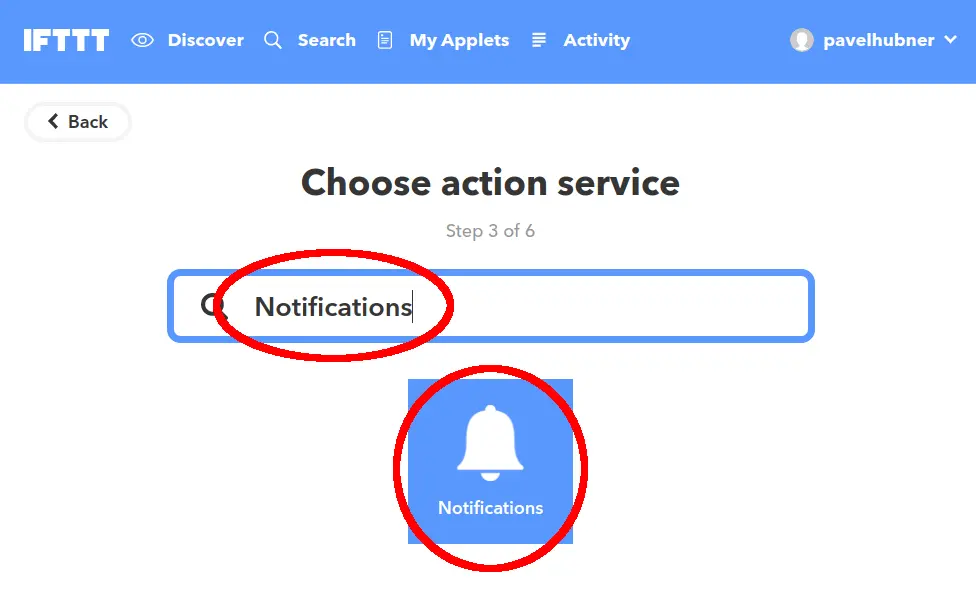 IFTTT Discover Search My Applets Activity pavelhubner
Back
Choose action service
Step 3 of 6
Notifications
Notifications